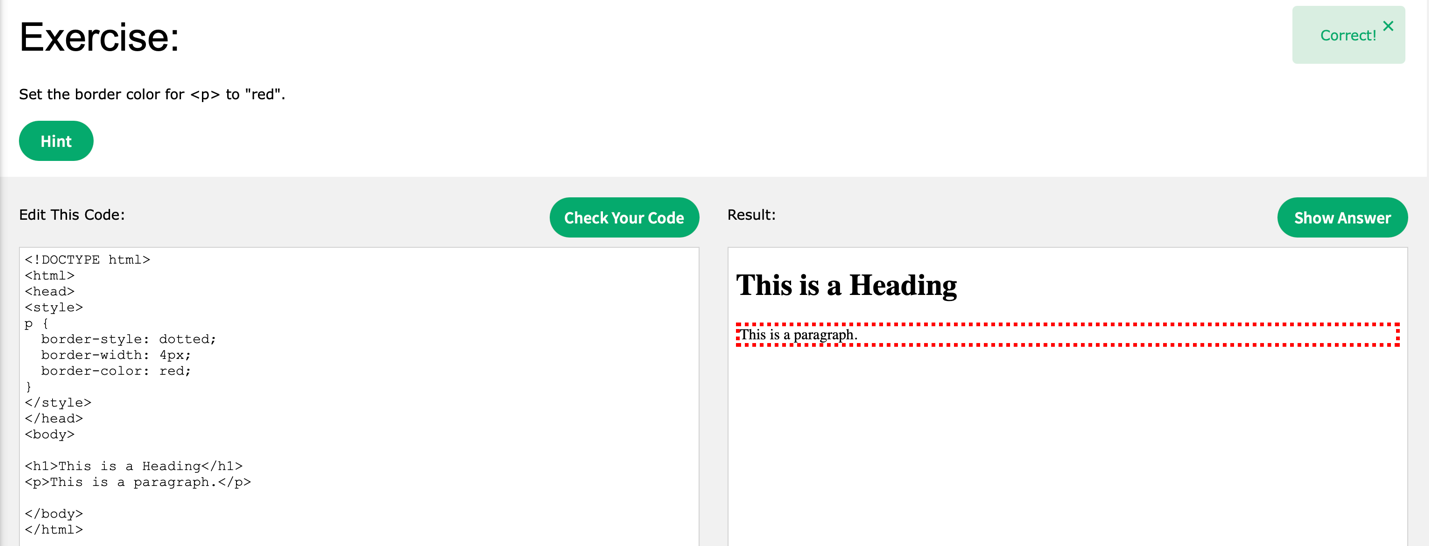 Exercise:
Correct!
×
Set the border color for <p> to "red".
Hint
Edit This Code:
Check Your Code
Result:
Show Answer
<!DOCTYPE html>
<html>
<head>
<style>
p {
  border-style: dotted;
  border-width: 4px;
  border-color: red;
}
</style>
</head>
<body>

<h1>This is a Heading</h1>
<p>This is a paragraph.</p>

</body>
</html>
This is a Heading
This is a paragraph.